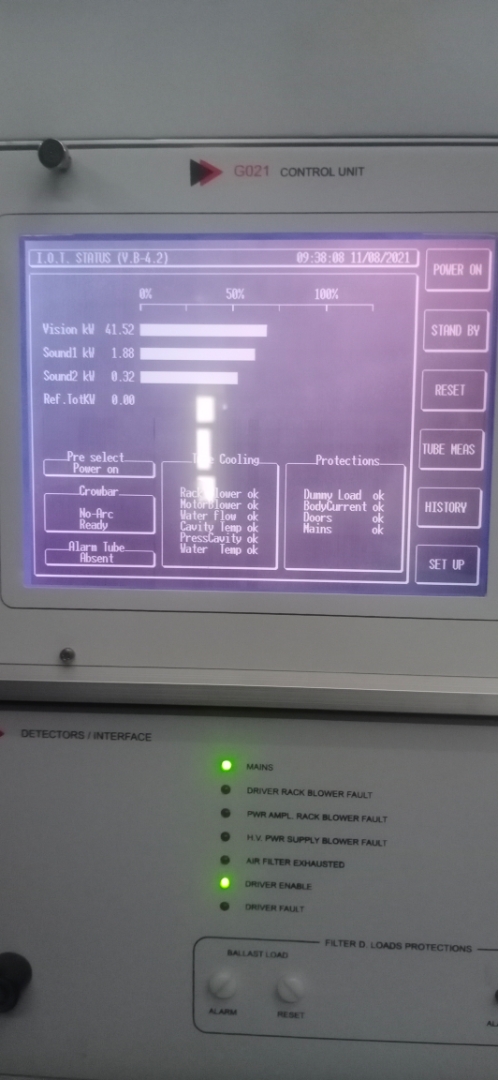 G021 CONTROL UNIT
I.O.T. STATUS (V.B-4.2) 09:38:08 11/08/2021
POWER ON
0% 50% 100%
Vision kW 41.52
STAND BY
Sound1 kW 1.88
Sound2 kW 0.32
RESET
Ref.TotKW 0.00
TUBE MEAS
Pre select
Power on
Cooling
Protections
Crowbar
No-Arc
Ready
Alarm Tube
Absent
ok
MotorBlower ok
Water flow ok
Cavity Temp ok
PressCavity ok
Water Temp ok
Dummy Load ok
BodyCurrent ok
Doors ok
Mains ok
HISTORY
SET UP
DETECTORS / INTERFACE
MAINS
DRIVER RACK BLOWER FAULT
PWR AMPL. RACK BLOWER FAULT
H.V. PWR SUPPLY BLOWER FAULT
AIR FILTER EXHAUSTED
DRIVER ENABLE
DRIVER FAULT
FILTER D. LOADS PROTECTIONS
BALLAST LOAD
ALARM RESET